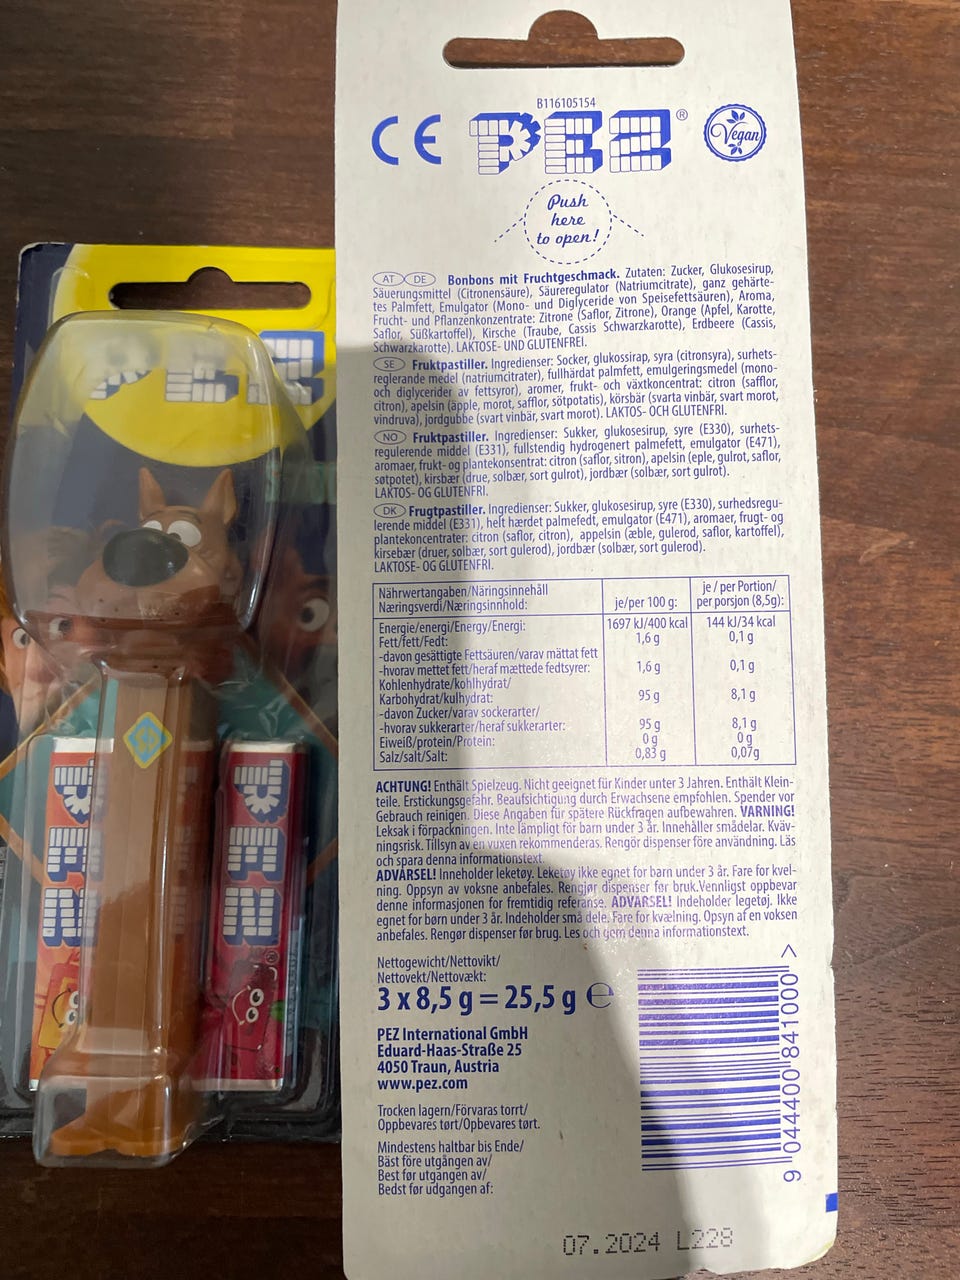 B116105154
CE PEZ® Vegan
Push
here
to open!
AT DE Bonbons mit Fruchtgeschmack. Zutaten: Zucker, Glukosesirup,
Säuerungsmittel (Citronensäure), Säureregulator (Natriumcitrate), ganz gehärte-
tes Palmfett, Emulgator (Mono- und Diglyceride von Speisefettsäuren), Aroma,
Frucht- und Pflanzenkonzentrate: Zitrone (Saflor, Zitrone), Orange (Apfel, Karotte,
Saflor, Süßkartoffel), Kirsche (Traube, Cassis Schwarzkarotte), Erdbeere (Cassis,
Schwarzkarotte). LAKTOSE- UND GLUTENFREI.
SE Fruktpastiller. Ingredienser: Socker, glukossirap, syra (citronsyra), surhets-
reglerande medel (natriumcitrater), fullhärdat palmfett, emulgeringsmedel (mono-
och diglycerider av fettsyror), aromer, frukt- och växtkoncentrat: citron (safflor,
citron), apelsin (äpple, morot, safflor, sötpotatis), körsbär (svarta vinbär, svart morot,
vindruva), jordgubbe (svart vinbär, svart morot). LAKTOS- OCH GLUTENFRI.
NO Fruktpastiller. Ingredienser: Sukker, glukosesirup, syre (E330), surhets-
regulerende middel (E331), fullstendig hydrogenert palmefett, emulgator (E471),
aromaer, frukt- og plantekonsentrat: citron (saflor, sitron), apelsin (eple, gulrot, saflor,
søtpotet), kirsbær (drue, solbær, sort gulrot), jordbær (solbær, sort gulrot).
LAKTOS- OG GLUTENFRI.
DK Frugtpastiller. Ingredienser: Sukker, glukosesirup, syre (E330), surhedsregu-
lerende middel (E331), helt hærdet palmefedt, emulgator (E471), aromaer, frugt- og
plantekoncentrater: citron (saflor, citron), appelsin (æble, gulerod, saflor, kartoffel),
kirsebær (druer, solbær, sort gulerod), jordbær (solbær, sort gulerod).
LAKTOSE- OG GLUTENFRI.
Nährwertangaben/Näringsinnehåll
Næringsverdi/Næringsinnhold: je/per 100 g: je / per Portion/
per porsjon (8,5g):
Energie/energi/Energy/Energi: 1697 kJ/400 kcal 144 kJ/34 kcal
Fett/fett/Fedt: 1,6 g 0,1 g
-davon gesättigte Fettsäuren/varav mättat fett
-hvorav mettet fett/heraf mættede fedtsyrer: 1,6 g 0,1 g
Kohlenhydrate/kohlhydrat/
Karbohydrat/kulhydrat: 95 g 8,1 g
-davon Zucker/varav sockerarter/
-hvorav sukkerarter/heraf sukkerarter: 95 g 8,1 g
Eiweiß/protein/Protein: 0 g 0 g
Salz/salt/Salt: 0,83 g 0,07g
ACHTUNG! Enthält Spielzeug. Nicht geeignet für Kinder unter 3 Jahren. Enthält Klein-
teile. Erstickungsgefahr. Beaufsichtigung durch Erwachsene empfohlen. Spender vor
Gebrauch reinigen. Diese Angaben für spätere Rückfragen aufbewahren. VARNING!
Leksak i förpackningen. Inte lämpligt för barn under 3 år. Innehåller smådelar. Kväv-
ningsrisk. Tillsyn av en vuxen rekommenderas. Rengör dispenser före användning. Läs
och spara denna informationstext.
ADVARSEL! Inneholder leketøy. Leketøy ikke egnet for barn under 3 år. Fare for kvel-
ning. Oppsyn av voksne anbefales. Rengjør dispenser før bruk.Vennligst oppbevar
denne informasjonen for fremtidig referanse. ADVARSEL! Indeholder legetøj. Ikke
egnet for børn under 3 år. Indeholder små dele. Fare for kvælning. Opsyn af en voksen
anbefales. Rengør dispenser før brug. Les och gem denna informationstext.
Nettogewicht/Nettovikt/
Nettovekt/Nettovækt:
3 x 8,5 g = 25,5 g ℮
PEZ International GmbH
Eduard-Haas-Straße 25
4050 Traun, Austria
www.pez.com
Trocken lagern/Förvaras torrt/
Oppbevares tørt/Opbevares tørt.
Mindestens haltbar bis Ende/
Bäst före utgången av/
Best før utgangen av/
Bedst før udgangen af:
9 044400 841000 >
07.2024 L228
PEZ
PEZ
PEZ®